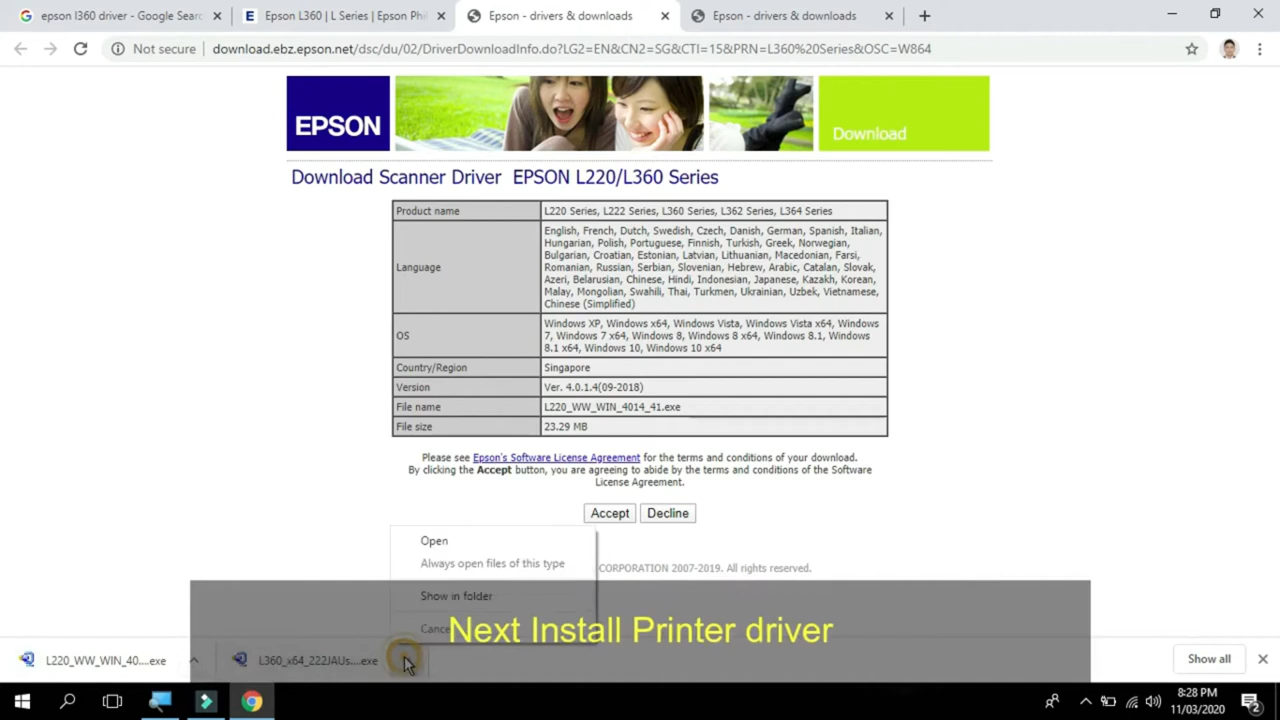 epson l360 driver - Google Searc
Epson L360 | L Series | Epson Phi
Epson - drivers & downloads
Epson - drivers & downloads
Not secure
download.ebz.epson.net/dsc/du/02/DriverDownloadInfo.do?LG2=EN&CN2=SG&CTI=15&PRN=L360%20Series&OSC=W864
EPSON
Download
Download Scanner Driver EPSON L220/L360 Series
Product name
L220 Series, L222 Series, L360 Series, L362 Series, L364 Series
Language
English, French, Dutch, Swedish, Czech, Danish, German, Spanish, Italian,
Hungarian, Polish, Portuguese, Finnish, Turkish, Greek, Norwegian,
Bulgarian, Croatian, Estonian, Latvian, Lithuanian, Macedonian, Farsi,
Romanian, Russian, Serbian, Slovenian, Hebrew, Arabic, Catalan, Slovak,
Azeri, Belarusian, Chinese, Hindi, Indonesian, Japanese, Kazakh, Korean,
Malay, Mongolian, Swahili, Thai, Turkmen, Ukrainian, Uzbek, Vietnamese,
Chinese (Simplified)
OS
Windows XP, Windows x64, Windows Vista, Windows Vista x64, Windows
7, Windows 7 x64, Windows 8, Windows 8 x64, Windows 8.1, Windows
8.1 x64, Windows 10, Windows 10 x64
Country/Region
Singapore
Version
Ver. 4.0.1.4(09-2018)
File name
L220_WW_WIN_4014_41.exe
File size
23.29 MB
Please see Epson's Software License Agreement for the terms and conditions of your download.
By clicking the Accept button, you are agreeing to abide by the terms and conditions of the Software
License Agreement.
Accept
Decline
Open
Always open files of this type
CORPORATION 2007-2019. All rights reserved.
Show in folder
Cance
Next Install Printer driver
L220_WW_WIN_40....exe
L360_x64_222JAUs....exe
Show all
8:28 PM
11/03/2020
2